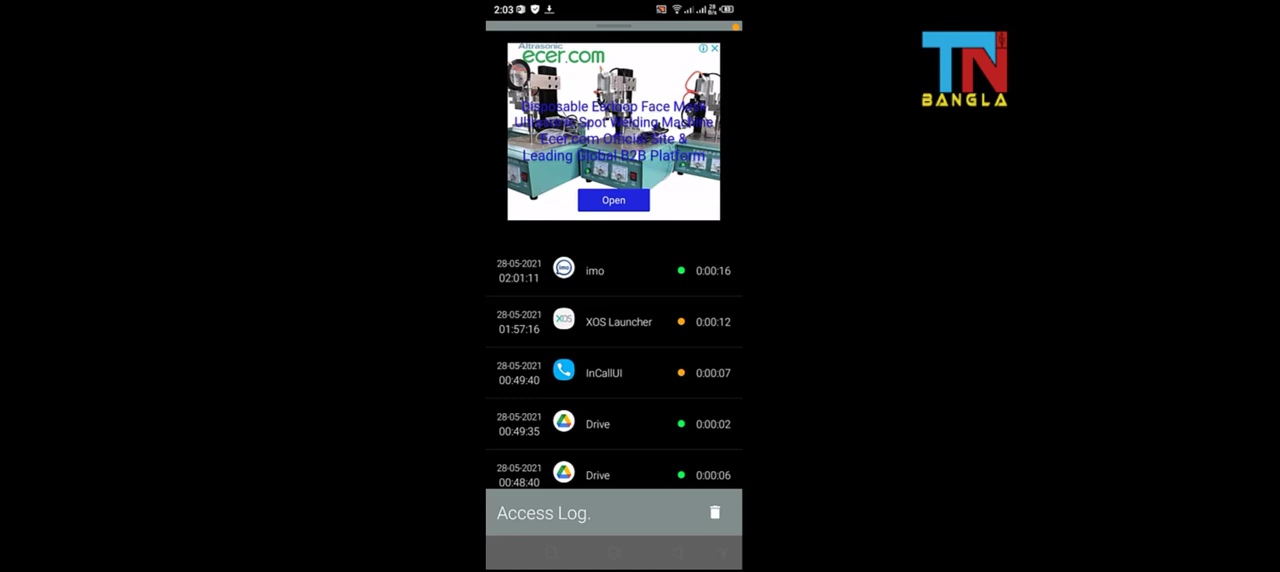 2:03
28
B/s
TN
BANGLA
Altrasonic
ecer.com
Disposable Earloop Face Mask
Ultrasonic Spot Welding Machine
Ecer.com Official Site &
Leading Global B2B Platform
Open
28-05-2021
02:01:11
imo
imo
0:00:16
28-05-2021
01:57:16
XOS
XOS Launcher
0:00:12
28-05-2021
00:49:40
InCallUI
0:00:07
28-05-2021
00:49:35
Drive
0:00:02
28-05-2021
00:48:40
Drive
0:00:06
Access Log.